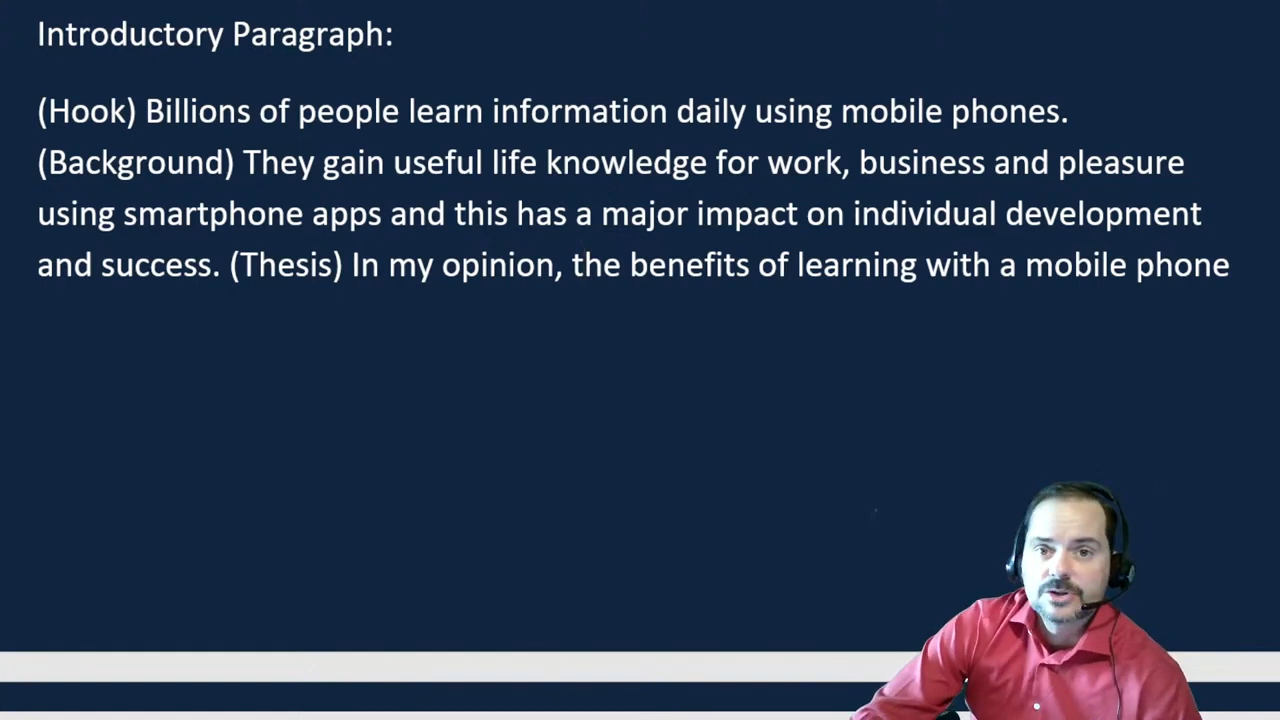 Introductory Paragraph:
(Hook) Billions of people learn information daily using mobile phones.
(Background) They gain useful life knowledge for work, business and pleasure
using smartphone apps and this has a major impact on individual development
and success. (Thesis) In my opinion, the benefits of learning with a mobile phone